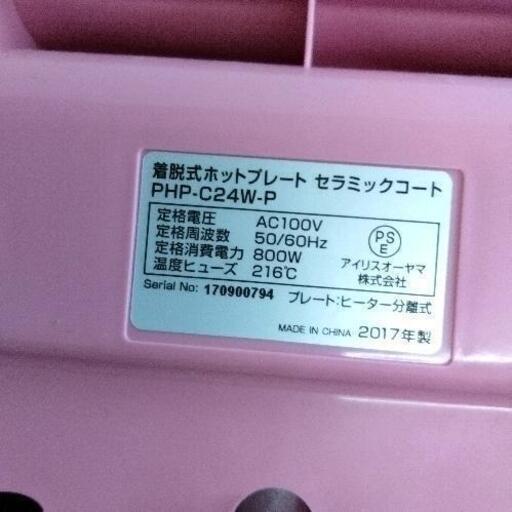 着脱式ホットプレート セラミックコート
PHP-C24W-P
定格電圧 AC100V
定格周波数 50/60Hz
定格消費電力 800W
温度ヒューズ 216℃
PS
E
アイリスオーヤマ
株式会社
Serial No: 170900794 プレート:ヒーター分離式
MADE IN CHINA 2017年製